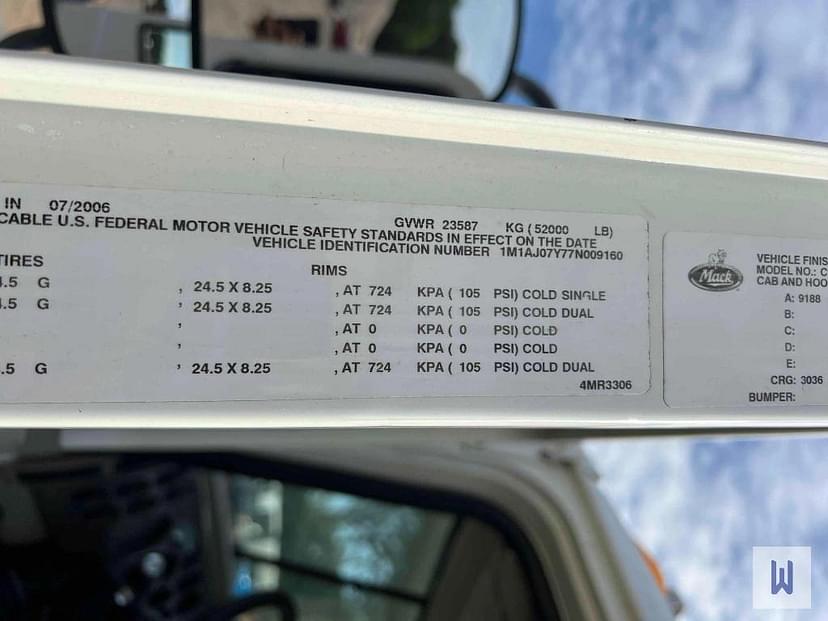 IN 07/2006 GVWR 23587 KG ( 52000 LB)
CABLE U.S. FEDERAL MOTOR VEHICLE SAFETY STANDARDS IN EFFECT ON THE DATE
VEHICLE IDENTIFICATION NUMBER 1M1AJ07Y77N009160
TIRES RIMS
4.5 G , 24.5 X 8.25 , AT 724 KPA ( 105 PSI) COLD SINGLE
4.5 G , 24.5 X 8.25 , AT 724 KPA ( 105 PSI) COLD DUAL
, , AT 0 KPA ( 0 PSI) COLD
, , AT 0 KPA ( 0 PSI) COLD
.5 G , 24.5 X 8.25 , AT 724 KPA ( 105 PSI) COLD DUAL
4MR3306
Mack
VEHICLE FINIS
MODEL NO.: C
CAB AND HOO
A: 9188
B:
C:
D:
E:
CRG: 3036
BUMPER:
W